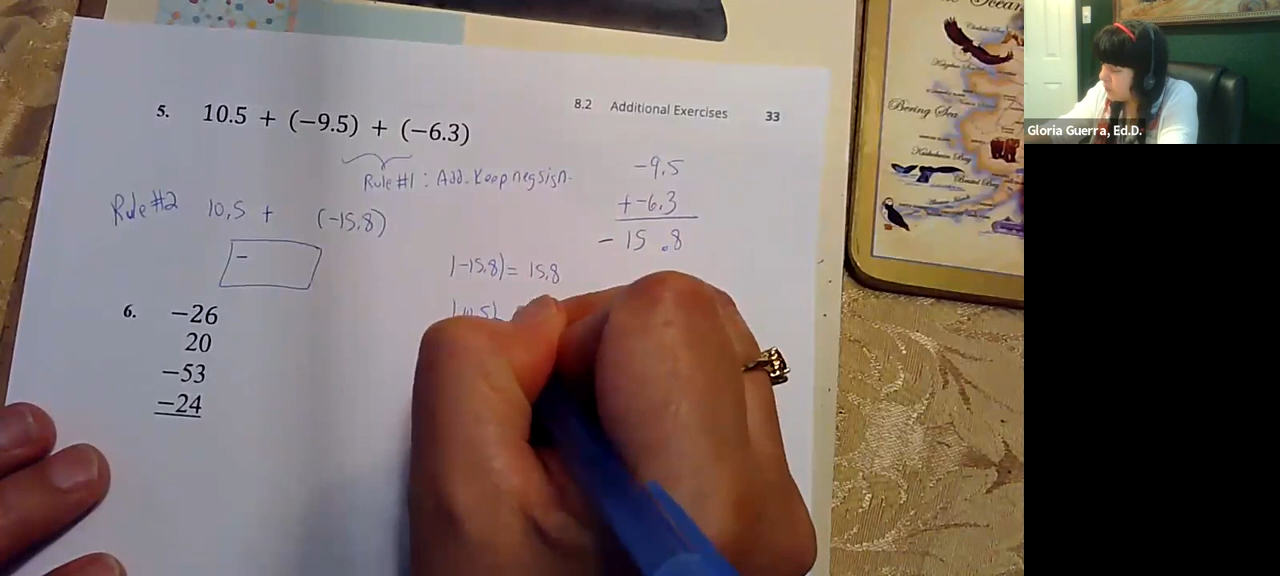 8.2 Additional Exercises 33
5. 10.5 + (−9.5) + (−6.3)
Rule #1 : Add. Keep neg sign.
-9.5
+-6.3
-15.8
Rule #2 10.5 + (-15.8)
-
|-15.8| = 15.8
|10.5|
6. −26
20
−53
−24
Bering Sea
Gloria Guerra, Ed.D.